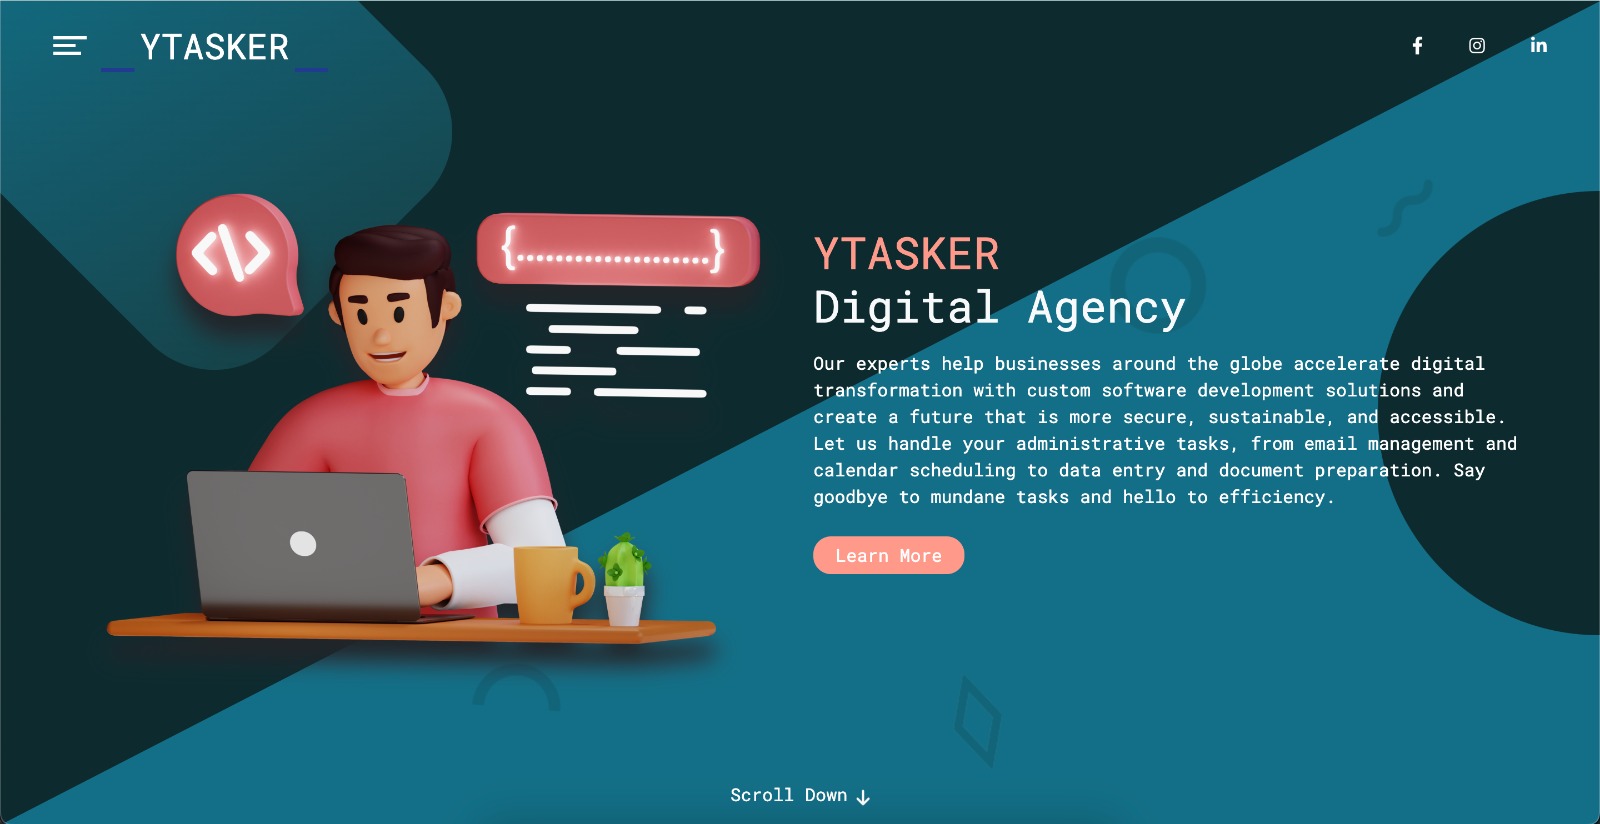 YTASKER
</>
{...................}
YTASKER
Digital Agency
Our experts help businesses around the globe accelerate digital
transformation with custom software development solutions and
create a future that is more secure, sustainable, and accessible.
Let us handle your administrative tasks, from email management and
calendar scheduling to data entry and document preparation. Say
goodbye to mundane tasks and hello to efficiency.
Learn More
Scroll Down